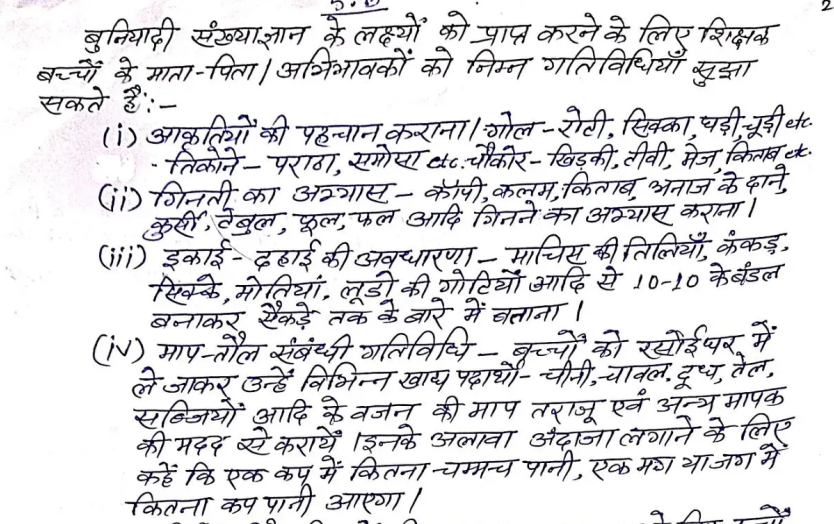 2
बुनियादी संख्याज्ञान के लक्ष्यों को प्राप्त करने के लिए शिक्षक
बच्चों के माता-पिता/अभिभावकों को निम्न गतिविधियाँ सुझा
सकते हैं:-
(i) आकृतियों की पहचान कराना। गोल - रोटी, सिक्का, घड़ी, चूड़ी etc.
तिकोने - पराठा, समोसा etc. चौकोर - खिड़की, टीवी, मेज, किताब etc.
(ii) गिनती का अभ्यास - कॉपी, कलम, किताब, अनाज के दाने,
कुर्सी, टेबुल, फूल, फल आदि गिनने का अभ्यास कराना।
(iii) इकाई - दहाई की अवधारणा - माचिस की तिलियाँ, कंकड़,
सिक्के, मोतियां, लूडो की गोटियों आदि से 10-10 के बंडल
बनाकर सैकड़े तक के बारे में बताना।
(iv) माप-तौल संबंधी गतिविधि - बच्चों को रसोईघर में
ले जाकर उन्हें विभिन्न खाद्य पदार्थों - चीनी, चावल, दूध, तेल,
सब्जियों आदि के वजन की माप तराजू एवं अन्य मापक
की मदद से करायें। इनके अलावा अंदाजा लगाने के लिए
कहें कि एक कप में कितना चम्मच पानी, एक मग या जग में
कितना कप पानी आएगा।